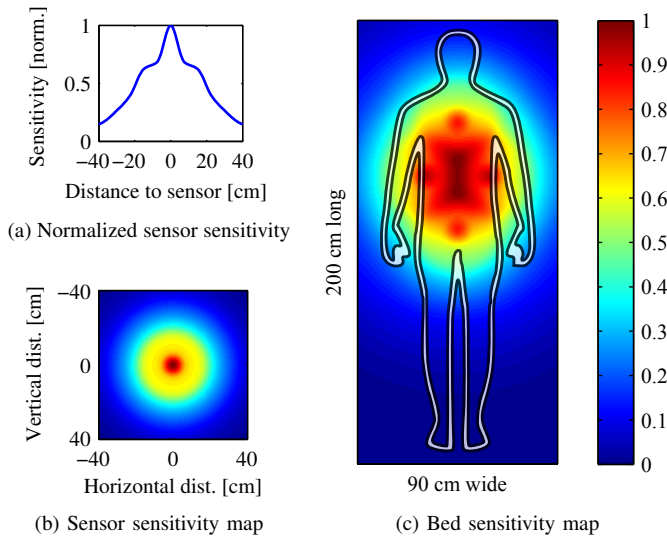 1
0.5
0
−40 −20 0 20 40
Sensitivity [norm.]
Distance to sensor [cm]
(a) Normalized sensor sensitivity
−40
0
40
−40 0 40
Vertical dist. [cm]
Horizontal dist. [cm]
(b) Sensor sensitivity map
200 cm long
90 cm wide
(c) Bed sensitivity map
1
0.9
0.8
0.7
0.6
0.5
0.4
0.3
0.2
0.1
0